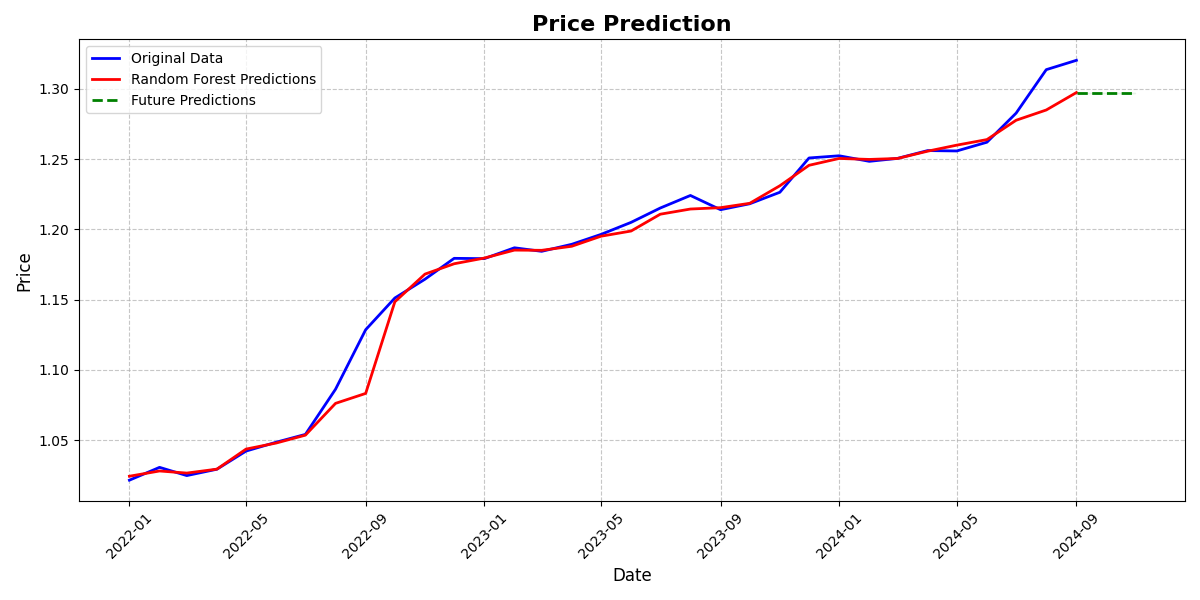 Price Prediction
Original Data
Random Forest Predictions
Future Predictions
Price
1.30
1.25
1.20
1.15
1.10
1.05
2022-01
2022-05
2022-09
2023-01
2023-05
2023-09
2024-01
2024-05
2024-09
Date